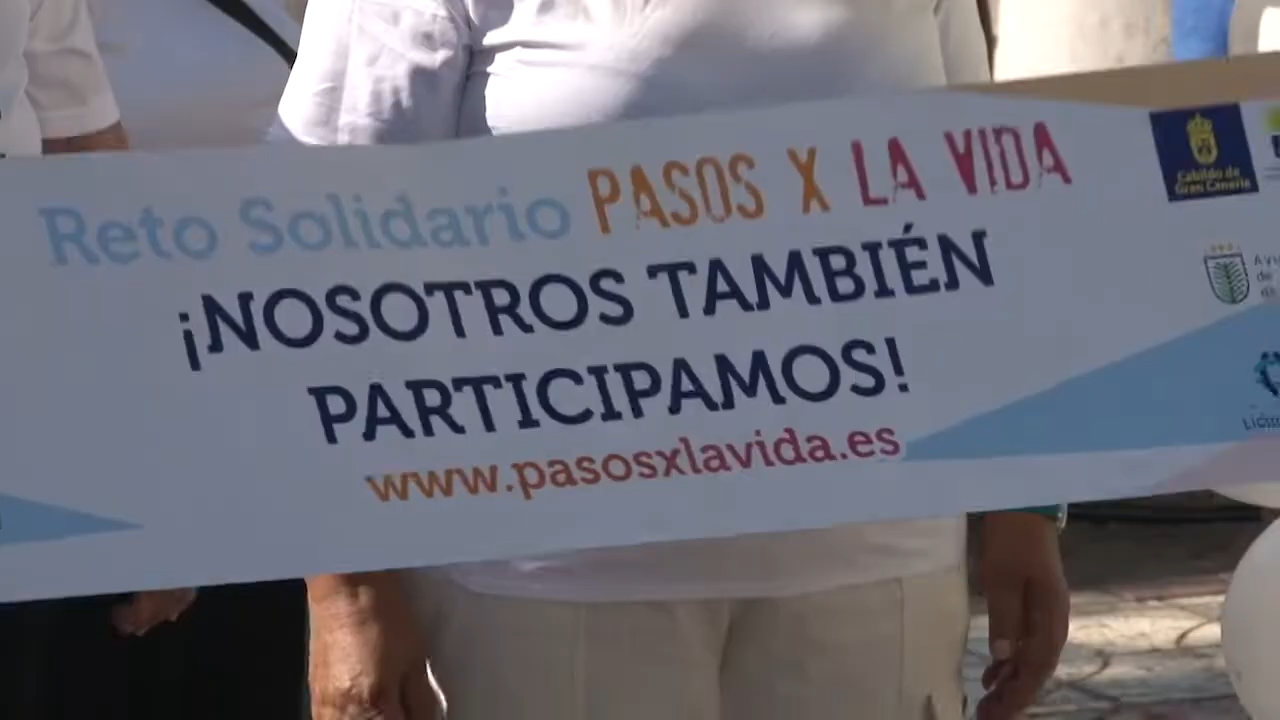 Reto Solidario PASOS X LA VIDA
¡NOSOTROS TAMBIÉN
PARTICIPAMOS!
www.pasosxlavida.es
Cabildo de
Gran Canaria